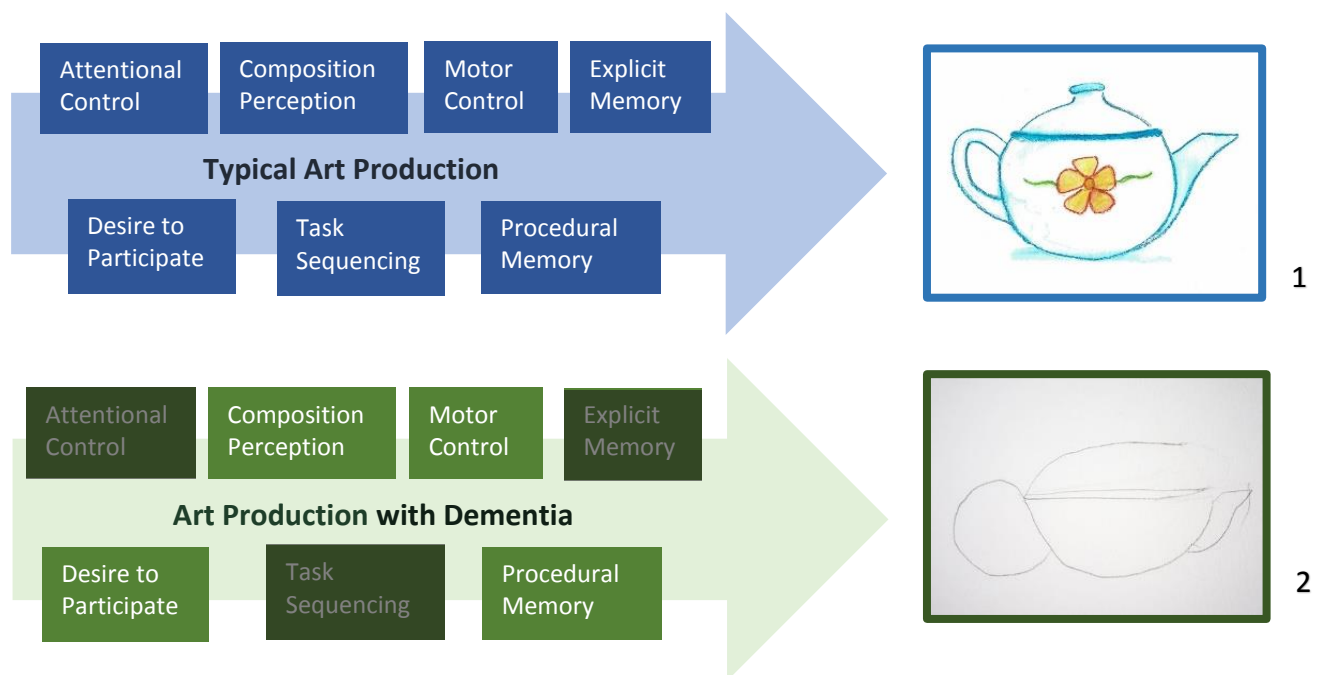 Attentional
Control
Composition
Perception
Motor
Control
Explicit
Memory
Typical Art Production
Desire to
Participate
Task
Sequencing
Procedural
Memory
1
Attentional
Control
Composition
Perception
Motor
Control
Explicit
Memory
Art Production with Dementia
Desire to
Participate
Task
Sequencing
Procedural
Memory
2